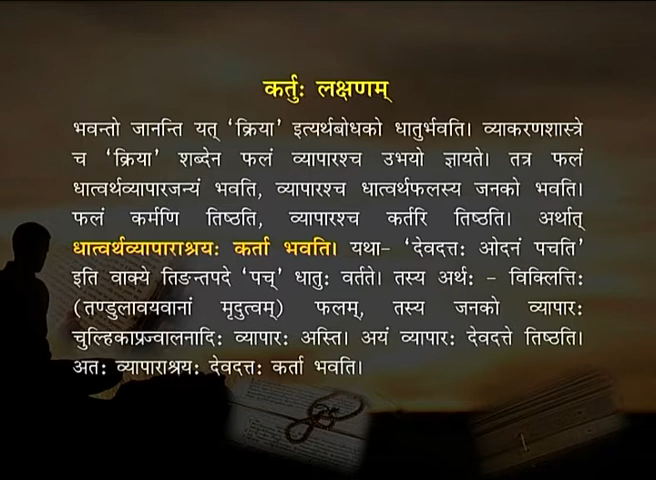 कर्तुः लक्षणम्
भवन्तो जानन्ति यत् ‘क्रिया’ इत्यर्थबोधको धातुर्भवति। व्याकरणशास्त्रे
च ‘क्रिया’ शब्देन फलं व्यापारश्च उभयो ज्ञायते। तत्र फलं
धात्वर्थव्यापारजन्यं भवति, व्यापारश्च धात्वर्थफलस्य जनको भवति।
फलं कर्मणि तिष्ठति, व्यापारश्च कर्तरि तिष्ठति। अर्थात्
धात्वर्थव्यापाराश्रयः कर्ता भवति। यथा– ‘देवदत्तः ओदनं पचति’
इति वाक्ये तिङन्तपदे ‘पच्’ धातुः वर्तते। तस्य अर्थः – विक्लित्तिः
(तण्डुलावयवानां मृदुत्वम्) फलम्, तस्य जनको व्यापारः
चुल्हिकाप्रज्वालनादिः व्यापारः अस्ति। अयं व्यापारः देवदत्ते तिष्ठति।
अतः व्यापाराश्रयः देवदत्तः कर्ता भवति।